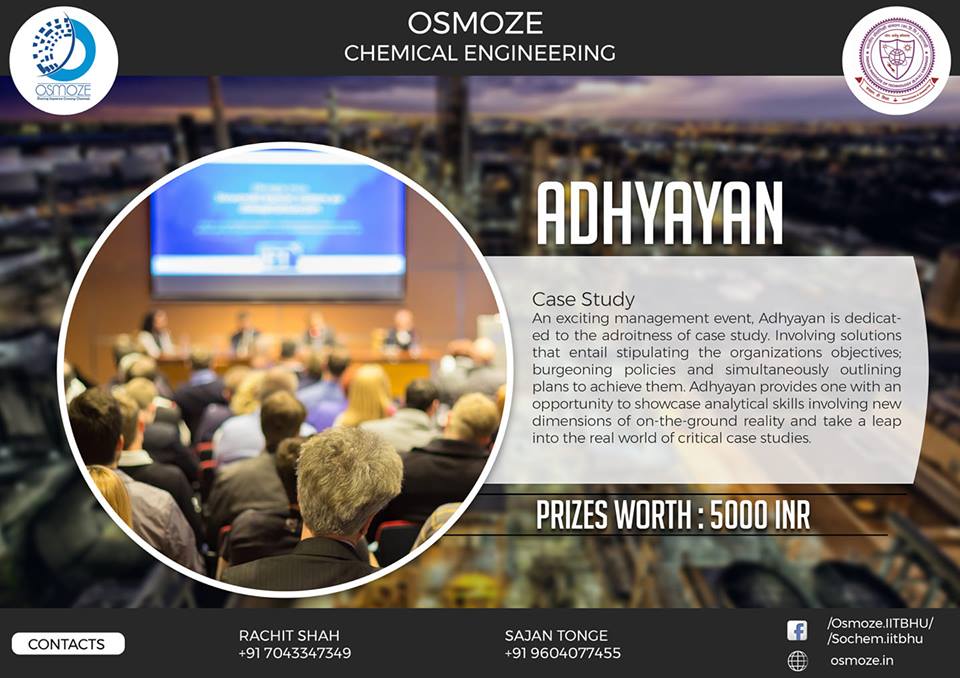 OSMOZE
CHEMICAL ENGINEERING
OSMOZE
ADHYAYAN
Case Study
An exciting management event, Adhyayan is dedicat-
ed to the adroitness of case study. Involving solutions
that entail stipulating the organizations objectives;
burgeoning policies and simultaneously outlining
plans to achieve them. Adhyayan provides one with an
opportunity to showcase analytical skills involving new
dimensions of on-the-ground reality and take a leap
into the real world of critical case studies.
PRIZES WORTH : 5000 INR
CONTACTS
RACHIT SHAH
+91 7043347349
SAJAN TONGE
+91 9604077455
/Osmoze.IITBHU/
/Sochem.iitbhu
osmoze.in